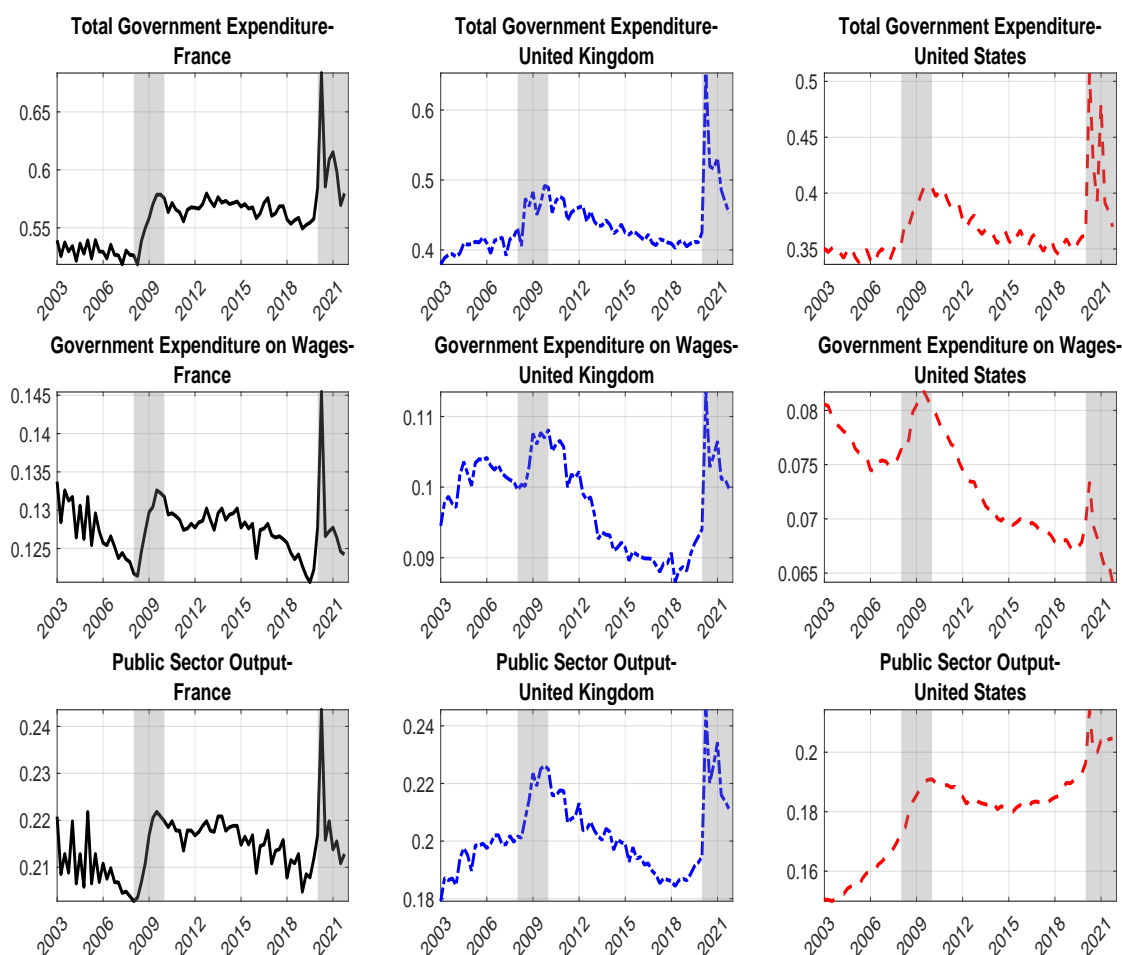 Total Government Expenditure-
France
Total Government Expenditure-
United Kingdom
Total Government Expenditure-
United States
0.65
0.6
0.55
2003 2006 2009 2012 2015 2018 2021
0.6
0.5
0.4
2003 2006 2009 2012 2015 2018 2021
0.5
0.45
0.4
0.35
2003 2006 2009 2012 2015 2018 2021
Government Expenditure on Wages-
France
Government Expenditure on Wages-
United Kingdom
Government Expenditure on Wages-
United States
0.145
0.14
0.135
0.13
0.125
2003 2006 2009 2012 2015 2018 2021
0.11
0.1
0.09
2003 2006 2009 2012 2015 2018 2021
0.08
0.075
0.07
0.065
2003 2006 2009 2012 2015 2018 2021
Public Sector Output-
France
Public Sector Output-
United Kingdom
Public Sector Output-
United States
0.24
0.23
0.22
0.21
2003 2006 2009 2012 2015 2018 2021
0.24
0.22
0.2
0.18
2003 2006 2009 2012 2015 2018 2021
0.2
0.18
0.16
2003 2006 2009 2012 2015 2018 2021